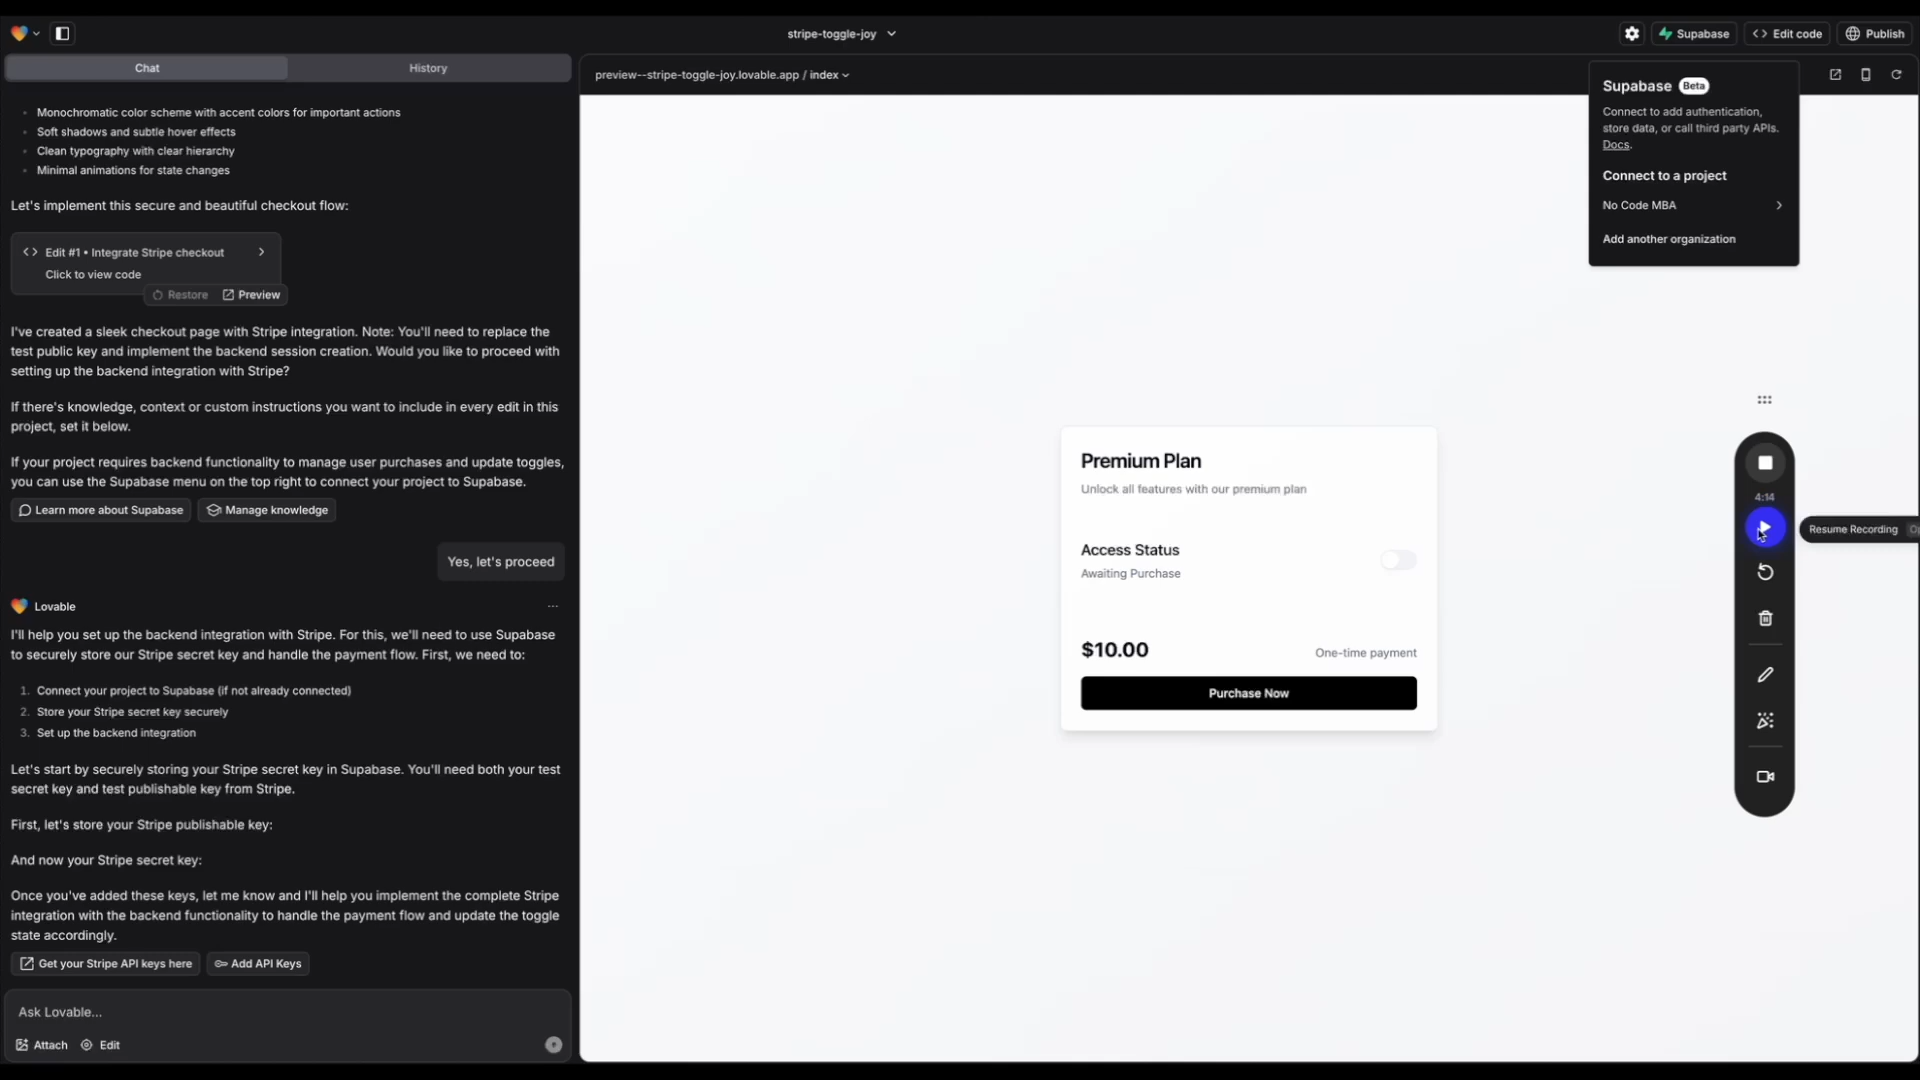 stripe-toggle-joy
Supabase
Edit code
Publish
Chat
History
preview--stripe-toggle-joy.lovable.app / index
Monochromatic color scheme with accent colors for important actions
Soft shadows and subtle hover effects
Clean typography with clear hierarchy
Minimal animations for state changes
Let's implement this secure and beautiful checkout flow:
Edit #1 • Integrate Stripe checkout
Click to view code
Restore
Preview
I've created a sleek checkout page with Stripe integration. Note: You'll need to replace the
test public key and implement the backend session creation. Would you like to proceed with
setting up the backend integration with Stripe?
If there's knowledge, context or custom instructions you want to include in every edit in this
project, set it below.
If your project requires backend functionality to manage user purchases and update toggles,
you can use the Supabase menu on the top right to connect your project to Supabase.
Learn more about Supabase
Manage knowledge
Yes, let's proceed
Lovable
I'll help you set up the backend integration with Stripe. For this, we'll need to use Supabase
to securely store our Stripe secret key and handle the payment flow. First, we need to:
1. Connect your project to Supabase (if not already connected)
2. Store your Stripe secret key securely
3. Set up the backend integration
Let's start by securely storing your Stripe secret key in Supabase. You'll need both your test
secret key and test publishable key from Stripe.
First, let's store your Stripe publishable key:
And now your Stripe secret key:
Once you've added these keys, let me know and I'll help you implement the complete Stripe
integration with the backend functionality to handle the payment flow and update the toggle
state accordingly.
Get your Stripe API keys here
Add API Keys
Ask Lovable...
Attach
Edit
Supabase Beta
Connect to add authentication,
store data, or call third party APIs.
Docs.
Connect to a project
No Code MBA
Add another organization
Premium Plan
Unlock all features with our premium plan
Access Status
Awaiting Purchase
$10.00
One-time payment
Purchase Now
4:14
Resume Recording